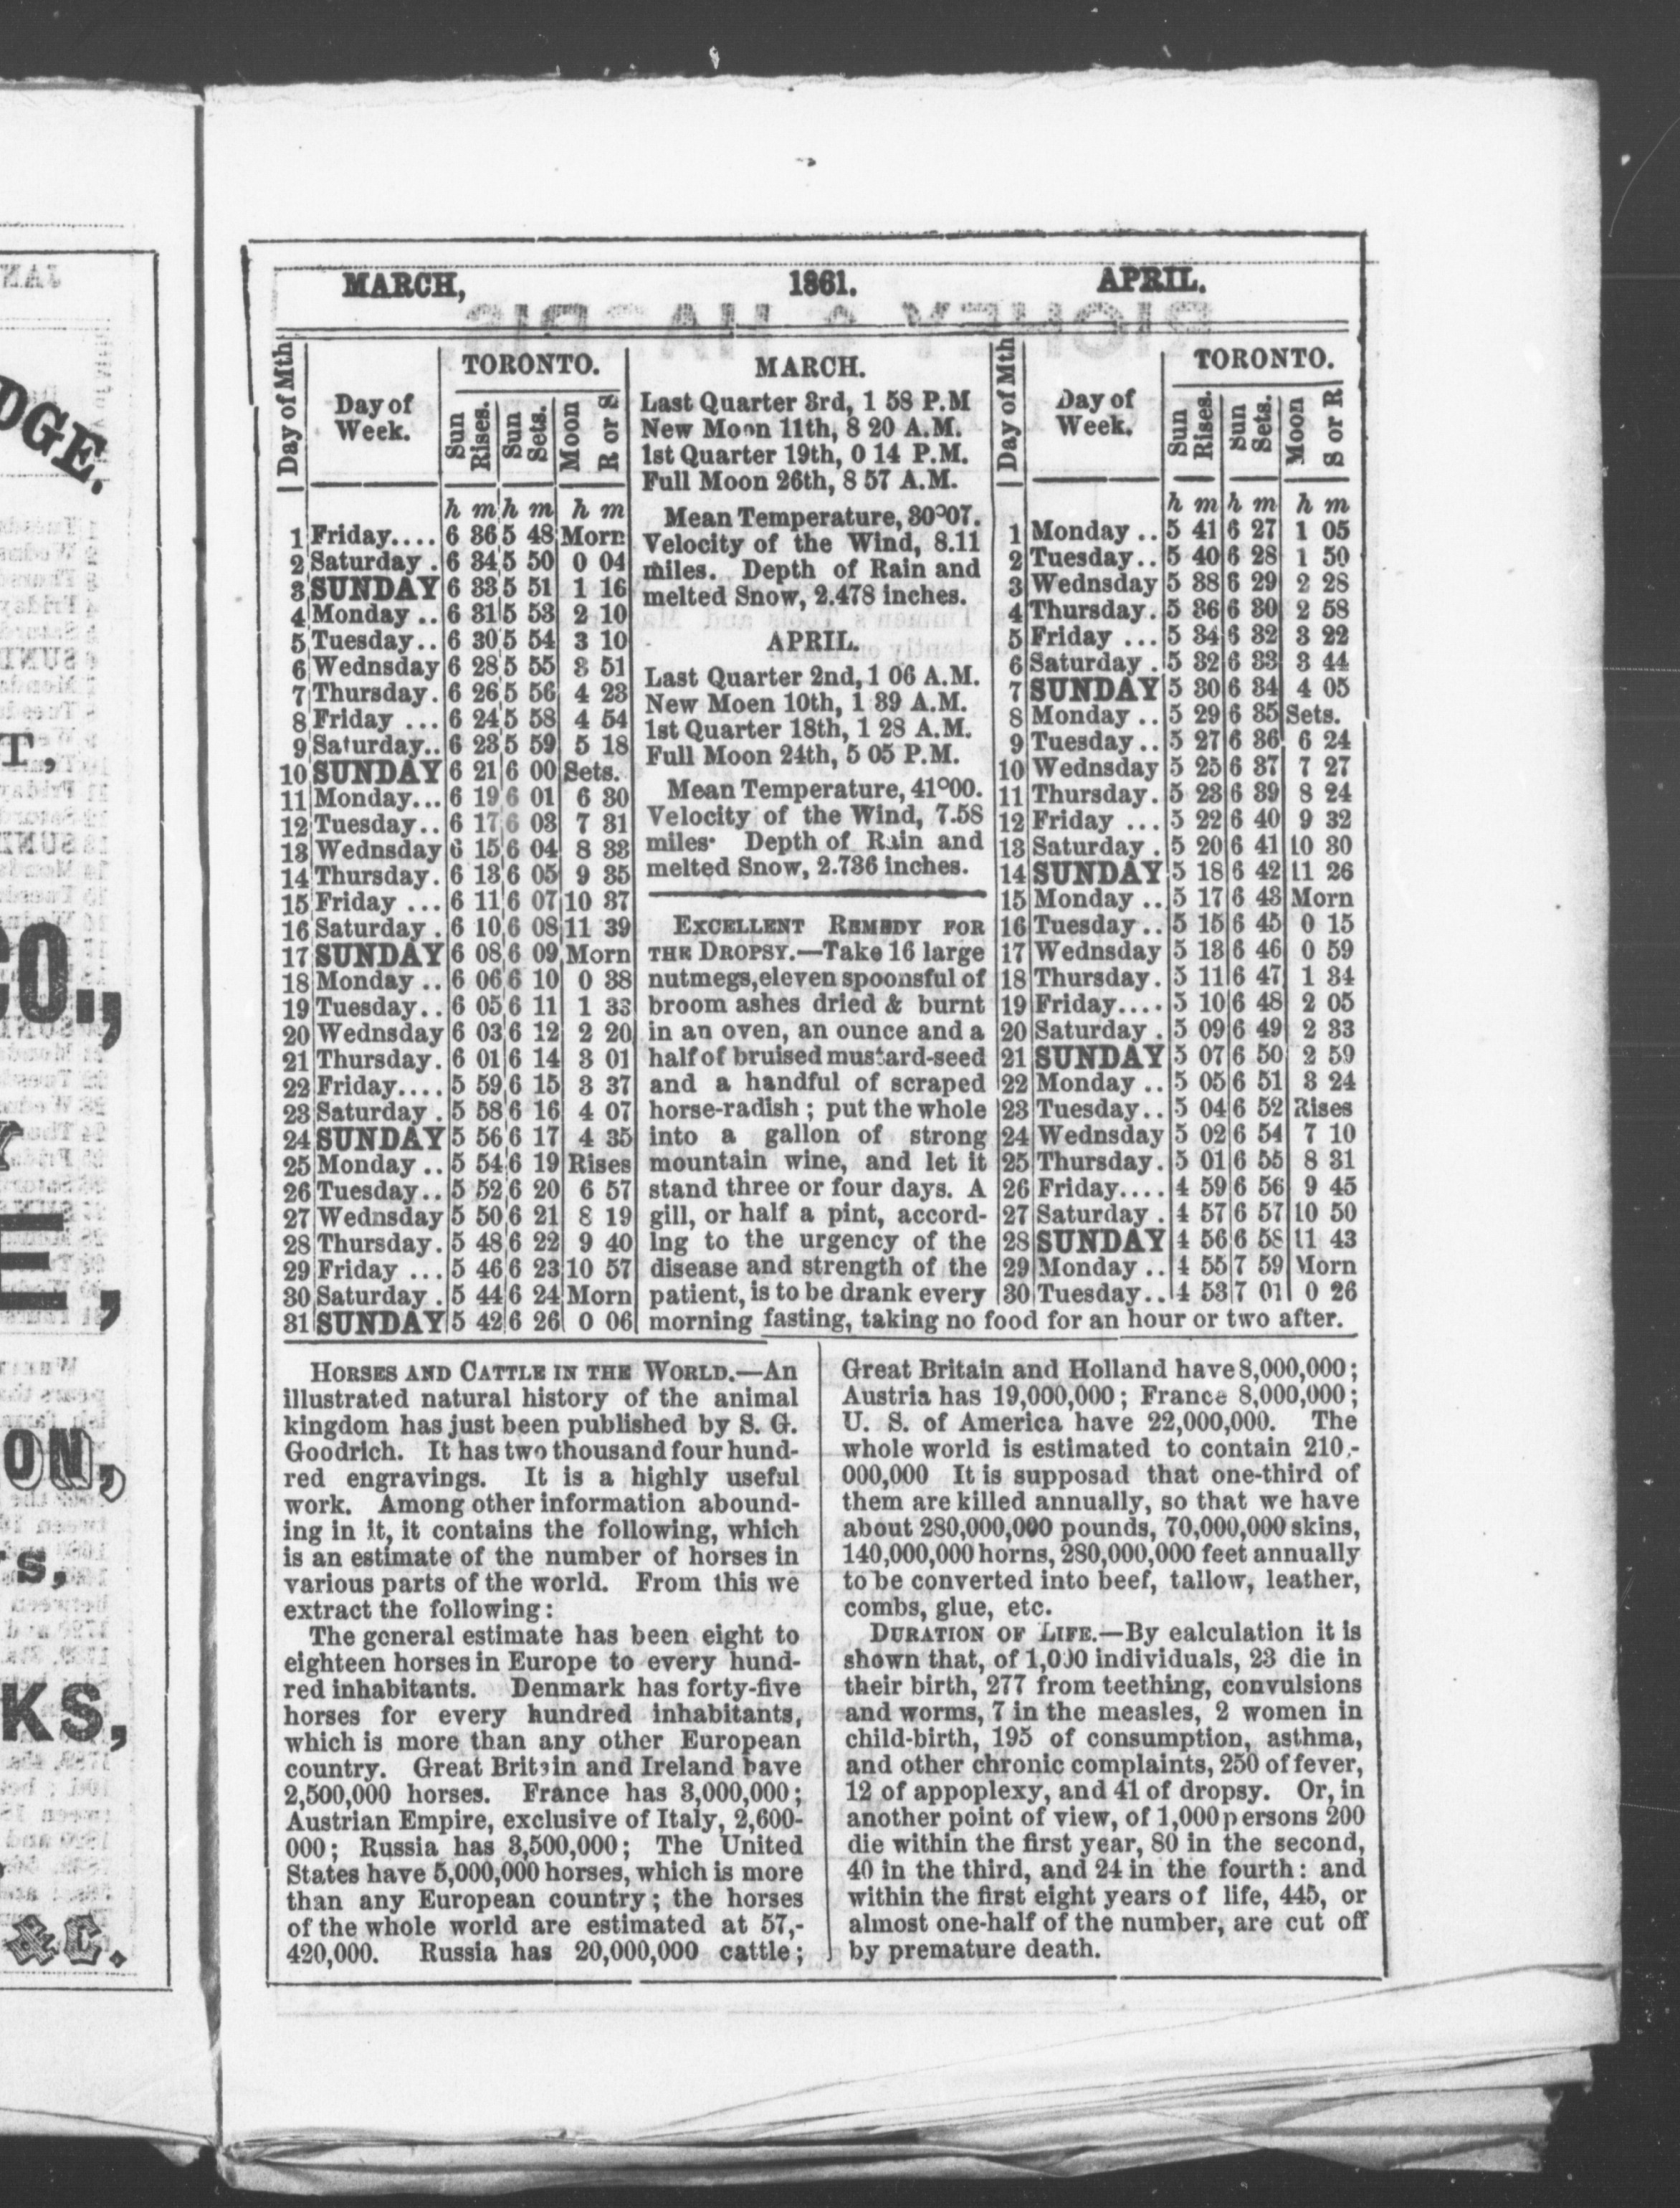 MARCH, 1861. APRIL.
Day of Mth
Day of
Week.
TORONTO.
Sun
Rises.
Sun
Sets.
Moon
R or S
h m h m h m
1 Friday.... 6 36 5 48 Morn
2 Saturday . 6 34 5 50 0 04
3 SUNDAY 6 33 5 51 1 16
4 Monday .. 6 31 5 53 2 10
5 Tuesday.. 6 30 5 54 3 10
6 Wednsday 6 28 5 55 3 51
7 Thursday. 6 26 5 56 4 23
8 Friday ... 6 24 5 58 4 54
9 Saturday.. 6 23 5 59 5 18
10 SUNDAY 6 21 6 00 Sets.
11 Monday... 6 19 6 01 6 30
12 Tuesday.. 6 17 6 03 7 31
13 Wednsday 6 15 6 04 8 33
14 Thursday. 6 13 6 05 9 35
15 Friday ... 6 11 6 07 10 37
16 Saturday . 6 10 6 08 11 39
17 SUNDAY 6 08 6 09 Morn
18 Monday .. 6 06 6 10 0 38
19 Tuesday.. 6 05 6 11 1 33
20 Wednsday 6 03 6 12 2 20
21 Thursday. 6 01 6 14 3 01
22 Friday.... 5 59 6 15 3 37
23 Saturday . 5 58 6 16 4 07
24 SUNDAY 5 56 6 17 4 35
25 Monday .. 5 54 6 19 Rises
26 Tuesday.. 5 52 6 20 6 57
27 Wednsday 5 50 6 21 8 19
28 Thursday. 5 48 6 22 9 40
29 Friday ... 5 46 6 23 10 57
30 Saturday . 5 44 6 24 Morn
31 SUNDAY 5 42 6 26 0 06
MARCH.
Last Quarter 3rd, 1 58 P.M
New Moon 11th, 8 20 A.M.
1st Quarter 19th, 0 14 P.M.
Full Moon 26th, 8 57 A.M.
Mean Temperature, 30°07.
Velocity of the Wind, 8.11
miles. Depth of Rain and
melted Snow, 2.478 inches.
APRIL.
Last Quarter 2nd, 1 06 A.M.
New Moen 10th, 1 39 A.M.
1st Quarter 18th, 1 28 A.M.
Full Moon 24th, 5 05 P.M.
Mean Temperature, 41°00.
Velocity of the Wind, 7.58
miles· Depth of Rain and
melted Snow, 2.736 inches.
EXCELLENT REMEDY FOR
THE DROPSY.—Take 16 large
nutmegs, eleven spoonsful of
broom ashes dried & burnt
in an oven, an ounce and a
half of bruised mustard-seed
and a handful of scraped
horse-radish ; put the whole
into a gallon of strong
mountain wine, and let it
stand three or four days. A
gill, or half a pint, accord-
ing to the urgency of the
disease and strength of the
patient, is to be drank every
morning fasting, taking no food for an hour or two after.
Day of Mth
Day of
Week.
TORONTO.
Sun
Rises.
Sun
Sets.
Moon
S or R
h m h m h m
1 Monday .. 5 41 6 27 1 05
2 Tuesday.. 5 40 6 28 1 50
3 Wednsday 5 38 6 29 2 28
4 Thursday. 5 36 6 30 2 58
5 Friday ... 5 34 6 32 3 22
6 Saturday . 5 32 6 33 3 44
7 SUNDAY 5 30 6 34 4 05
8 Monday .. 5 29 6 35 Sets.
9 Tuesday.. 5 27 6 36 6 24
10 Wednsday 5 25 6 37 7 27
11 Thursday. 5 23 6 39 8 24
12 Friday ... 5 22 6 40 9 32
13 Saturday . 5 20 6 41 10 30
14 SUNDAY 5 18 6 42 11 26
15 Monday .. 5 17 6 43 Morn
16 Tuesday.. 5 15 6 45 0 15
17 Wednsday 5 13 6 46 0 59
18 Thursday. 5 11 6 47 1 34
19 Friday.... 5 10 6 48 2 05
20 Saturday . 5 09 6 49 2 33
21 SUNDAY 5 07 6 50 2 59
22 Monday .. 5 05 6 51 3 24
23 Tuesday.. 5 04 6 52 Rises
24 Wednsday 5 02 6 54 7 10
25 Thursday. 5 01 6 55 8 31
26 Friday.... 4 59 6 56 9 45
27 Saturday . 4 57 6 57 10 50
28 SUNDAY 4 56 6 58 11 43
29 Monday .. 4 55 7 59 Morn
30 Tuesday.. 4 53 7 01 0 26
HORSES AND CATTLE IN THE WORLD.—An
illustrated natural history of the animal
kingdom has just been published by S. G.
Goodrich. It has two thousand four hund-
red engravings. It is a highly useful
work. Among other information abound-
ing in it, it contains the following, which
is an estimate of the number of horses in
various parts of the world. From this we
extract the following:
The general estimate has been eight to
eighteen horses in Europe to every hund-
red inhabitants. Denmark has forty-five
horses for every hundred inhabitants,
which is more than any other European
country. Great Britain and Ireland have
2,500,000 horses. France has 3,000,000;
Austrian Empire, exclusive of Italy, 2,600-
000; Russia has 3,500,000; The United
States have 5,000,000 horses, which is more
than any European country; the horses
of the whole world are estimated at 57,-
420,000. Russia has 20,000,000 cattle;
Great Britain and Holland have 8,000,000;
Austria has 19,000,000; France 8,000,000;
U. S. of America have 22,000,000. The
whole world is estimated to contain 210,-
000,000 It is supposad that one-third of
them are killed annually, so that we have
about 280,000,000 pounds, 70,000,000 skins,
140,000,000 horns, 280,000,000 feet annually
to be converted into beef, tallow, leather,
combs, glue, etc.
DURATION OF LIFE.—By ealculation it is
shown that, of 1,000 individuals, 23 die in
their birth, 277 from teething, convulsions
and worms, 7 in the measles, 2 women in
child-birth, 195 of consumption, asthma,
and other chronic complaints, 250 of fever,
12 of appoplexy, and 41 of dropsy. Or, in
another point of view, of 1,000 persons 200
die within the first year, 80 in the second,
40 in the third, and 24 in the fourth: and
within the first eight years of life, 445, or
almost one-half of the number, are cut off
by premature death.